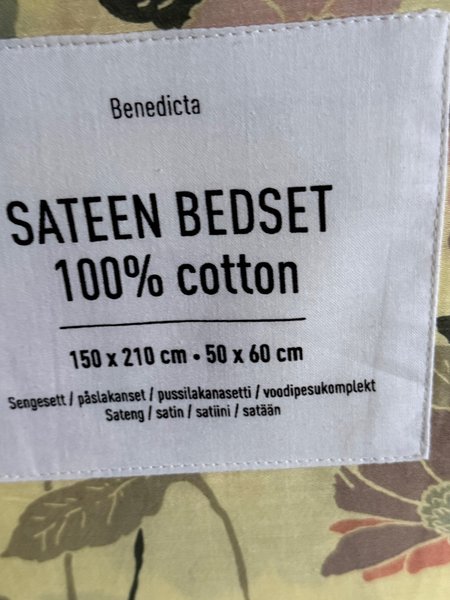 Benedicta
SATEEN BEDSET
100% cotton
150 x 210 cm • 50 x 60 cm
Sengesett / påslakanset / pussilakanasetti / voodipesukomplekt
Sateng / satin / satiini / satään